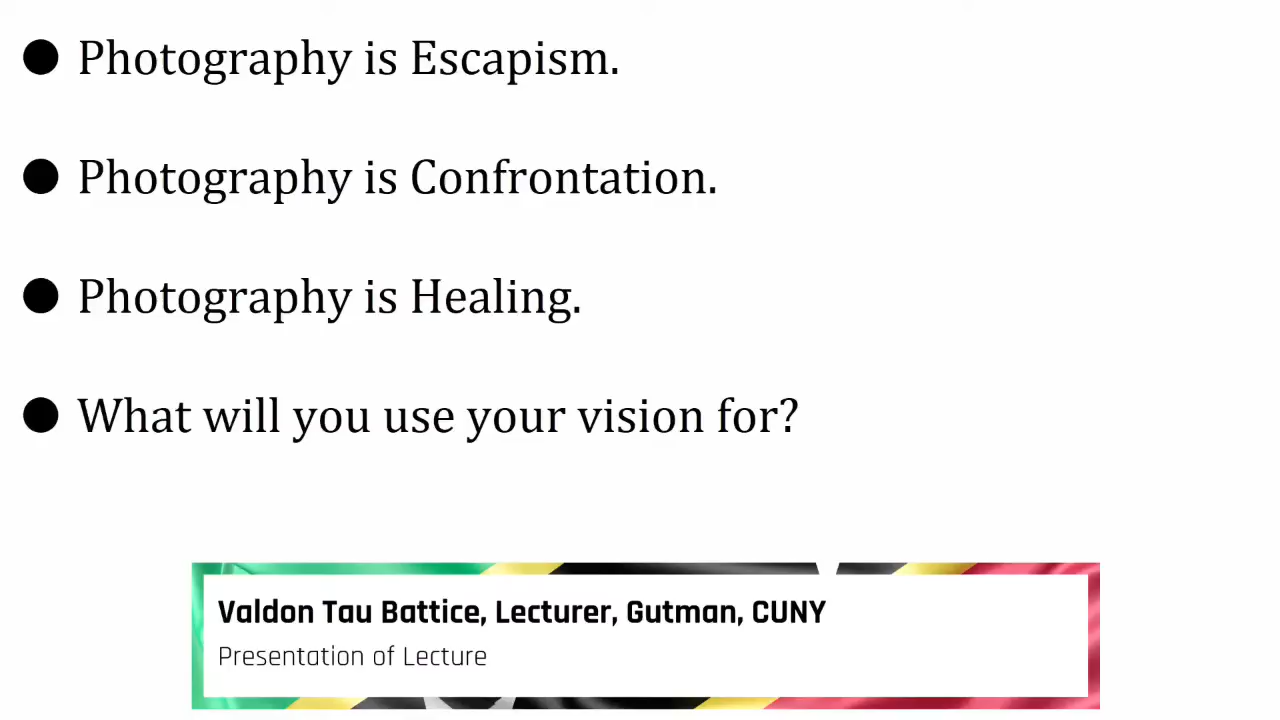 ● Photography is Escapism.
● Photography is Confrontation.
● Photography is Healing.
● What will you use your vision for?
Valdon Tau Battice, Lecturer, Gutman, CUNY
Presentation of Lecture